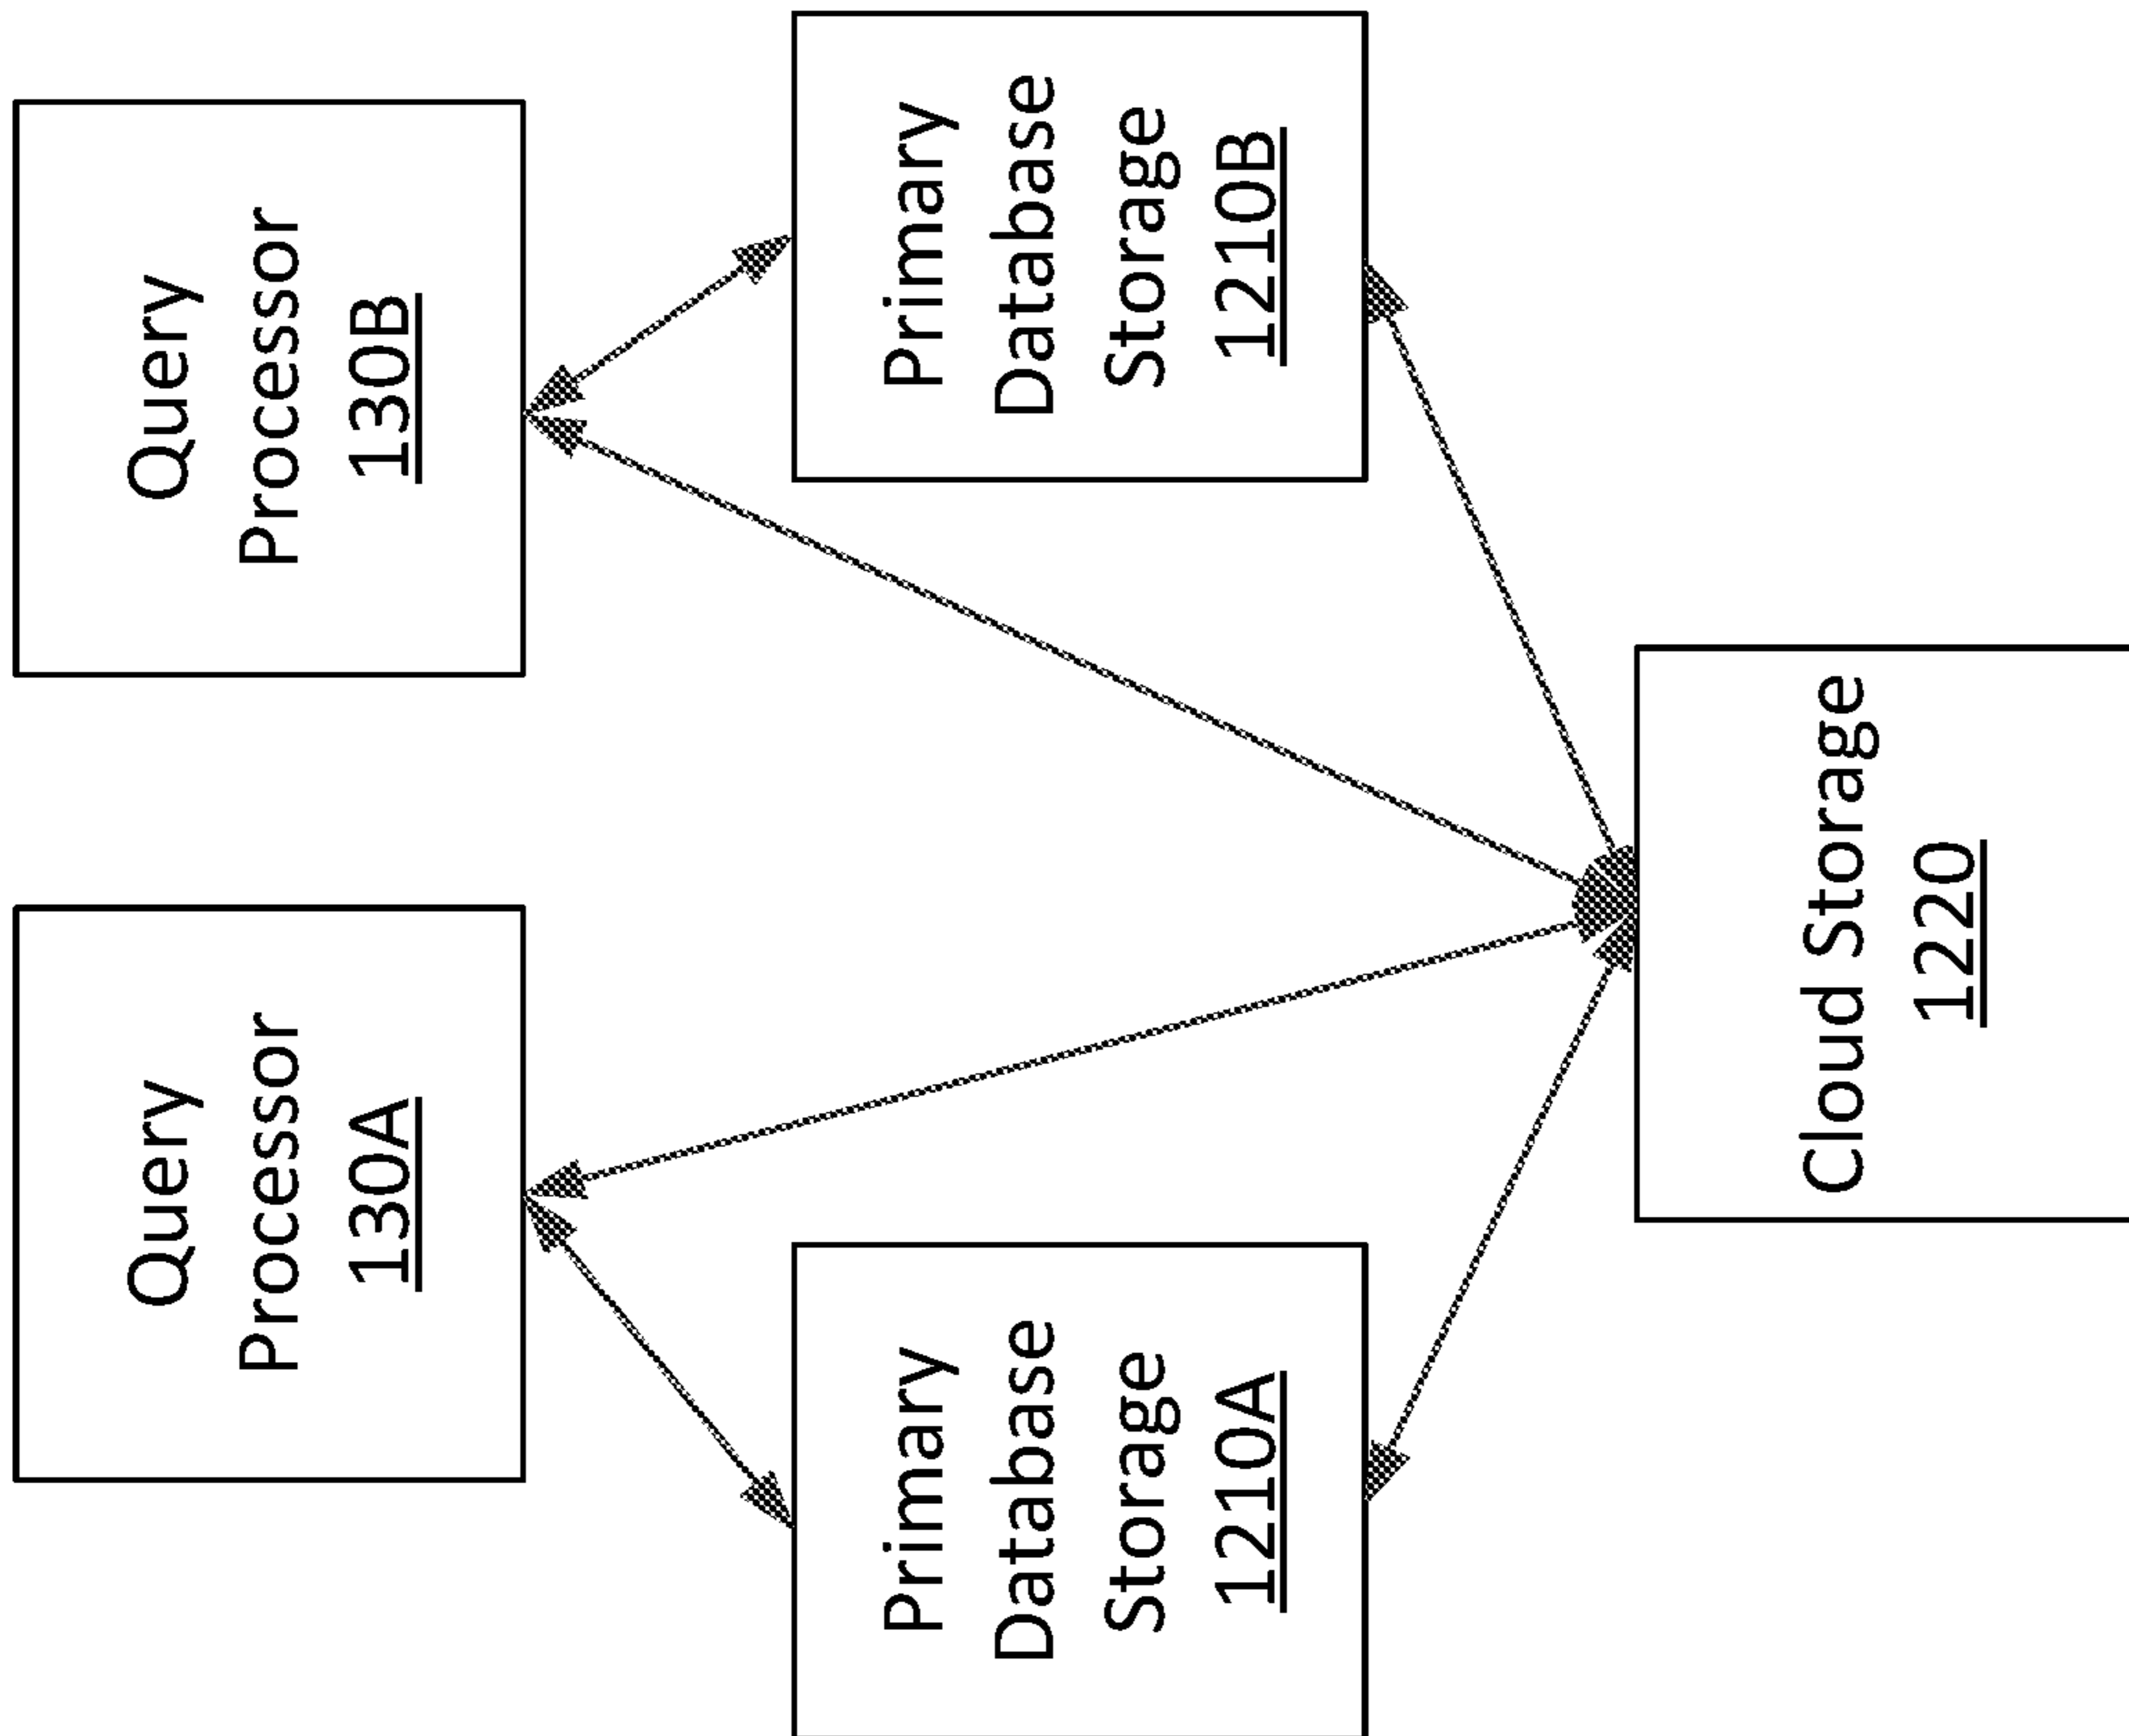 Query
Processor
130A
Query
Processor
130B
Primary
Database
Storage
1210A
Primary
Database
Storage
1210B
Cloud Storage
1220